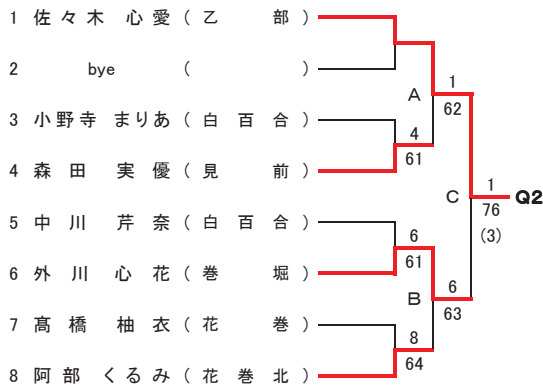 1 佐々木 心愛 ( 乙 部 )
2 bye ( )
3 小野寺 まりあ ( 白 百 合 )
4 森 田 実 優 ( 見 前 )
5 中 川 芹 奈 ( 白 百 合 )
6 外 川 心 花 ( 巻 堀 )
7 髙 橋 柚 衣 ( 花 巻 )
8 阿 部 くるみ ( 花 巻 北 )
A
4
61
6
61
B
8
64
1
62
C
6
63
1
76
(3)
Q2